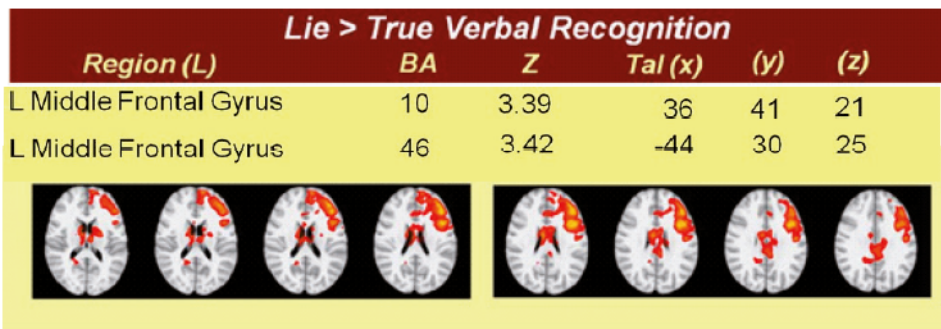 Lie > True Verbal Recognition
Region (L) BA Z Tal (x) (y) (z)
L Middle Frontal Gyrus 10 3.39 36 41 21
L Middle Frontal Gyrus 46 3.42 -44 30 25